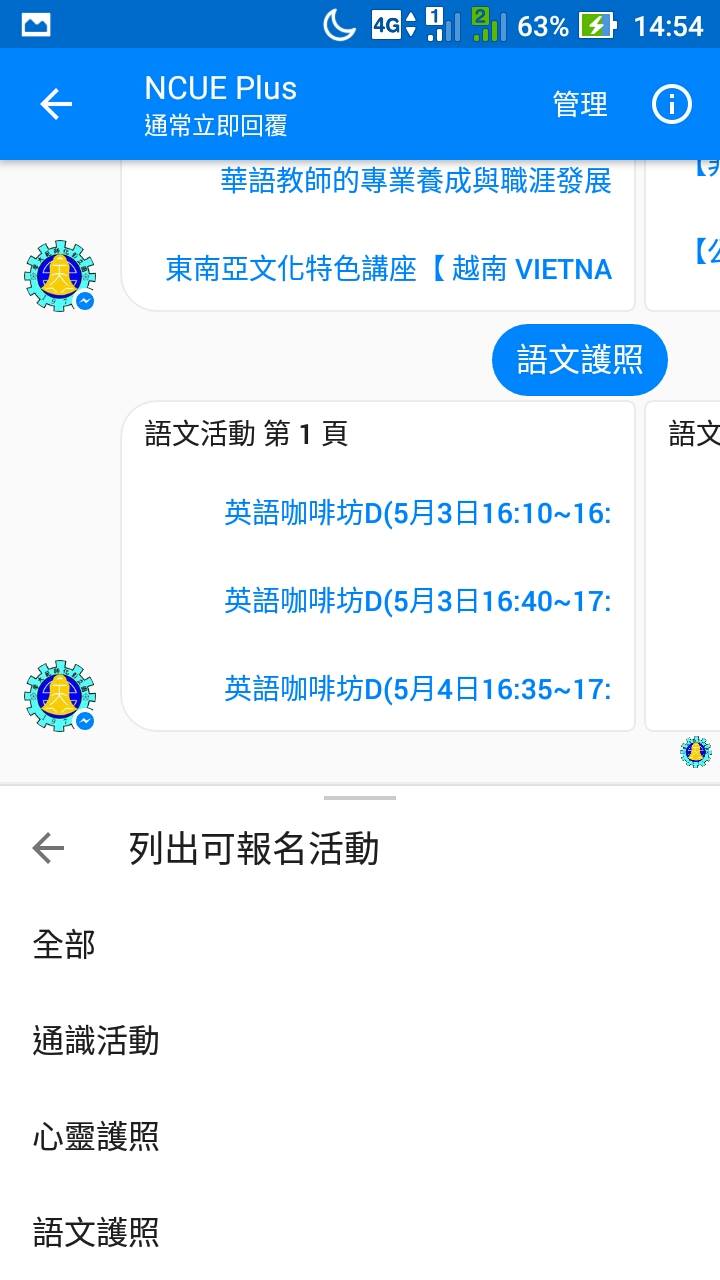 4G 1 2 63% 14:54
NCUE Plus
通常立即回覆
管理
華語教師的專業養成與職涯發展
東南亞文化特色講座【 越南 VIETNA
【公
語文護照
語文活動 第 1 頁
語文
英語咖啡坊D(5月3日16:10~16:
英語咖啡坊D(5月3日16:40~17:
英語咖啡坊D(5月4日16:35~17:
列出可報名活動
全部
通識活動
心靈護照
語文護照